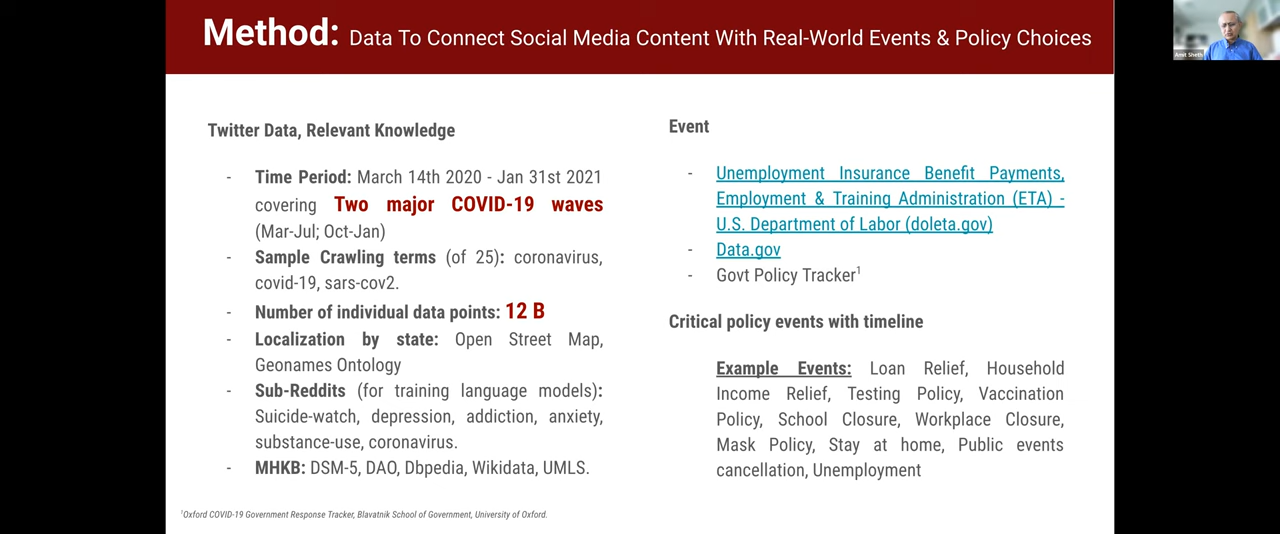 Method: Data To Connect Social Media Content With Real-World Events & Policy Choices
Amit Sheth
Twitter Data, Relevant Knowledge
- Time Period: March 14th 2020 - Jan 31st 2021
covering Two major COVID-19 waves
(Mar-Jul; Oct-Jan)
- Sample Crawling terms (of 25): coronavirus,
covid-19, sars-cov2.
- Number of individual data points: 12 B
- Localization by state: Open Street Map,
Geonames Ontology
- Sub-Reddits (for training language models):
Suicide-watch, depression, addiction, anxiety,
substance-use, coronavirus.
- MHKB: DSM-5, DAO, Dbpedia, Wikidata, UMLS.
Event
- Unemployment Insurance Benefit Payments,
Employment & Training Administration (ETA) -
U.S. Department of Labor (doleta.gov)
- Data.gov
- Govt Policy Tracker1
Critical policy events with timeline
Example Events: Loan Relief, Household
Income Relief, Testing Policy, Vaccination
Policy, School Closure, Workplace Closure,
Mask Policy, Stay at home, Public events
cancellation, Unemployment
1Oxford COVID-19 Government Response Tracker, Blavatnik School of Government, University of Oxford.